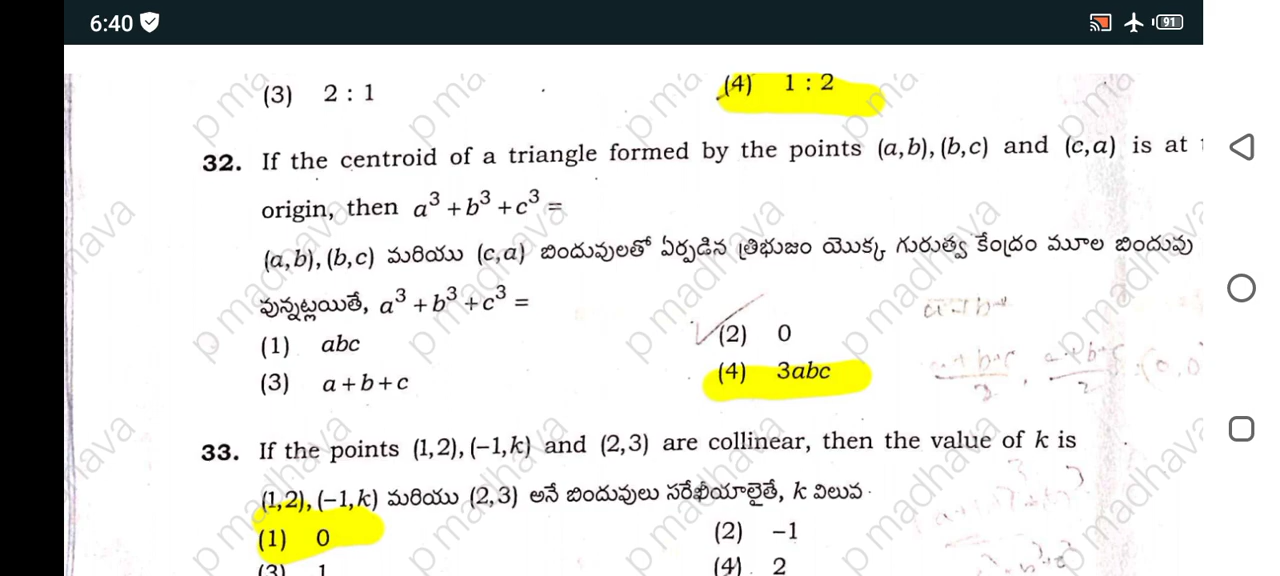 6:40
91
(3) 2 : 1
(4) 1 : 2
32. If the centroid of a triangle formed by the points (a,b), (b,c) and (c,a) is at
origin, then a³ + b³ + c³ =
(a,b), (b,c) మరియు (c,a) బిందువులతో ఏర్పడిన త్రిభుజం యొక్క గురుత్వ కేంద్రం మూల బిందువు
వున్నట్లయితే, a³ + b³ + c³ =
(1) abc
(2) 0
(3) a + b + c
(4) 3abc
33. If the points (1,2), (−1,k) and (2,3) are collinear, then the value of k is
(1,2), (−1,k) మరియు (2,3) అనే బిందువులు సరేఖీయాలైతే, k విలువ
(1) 0
(2) −1
(3) 1
(4) 2
p madhava